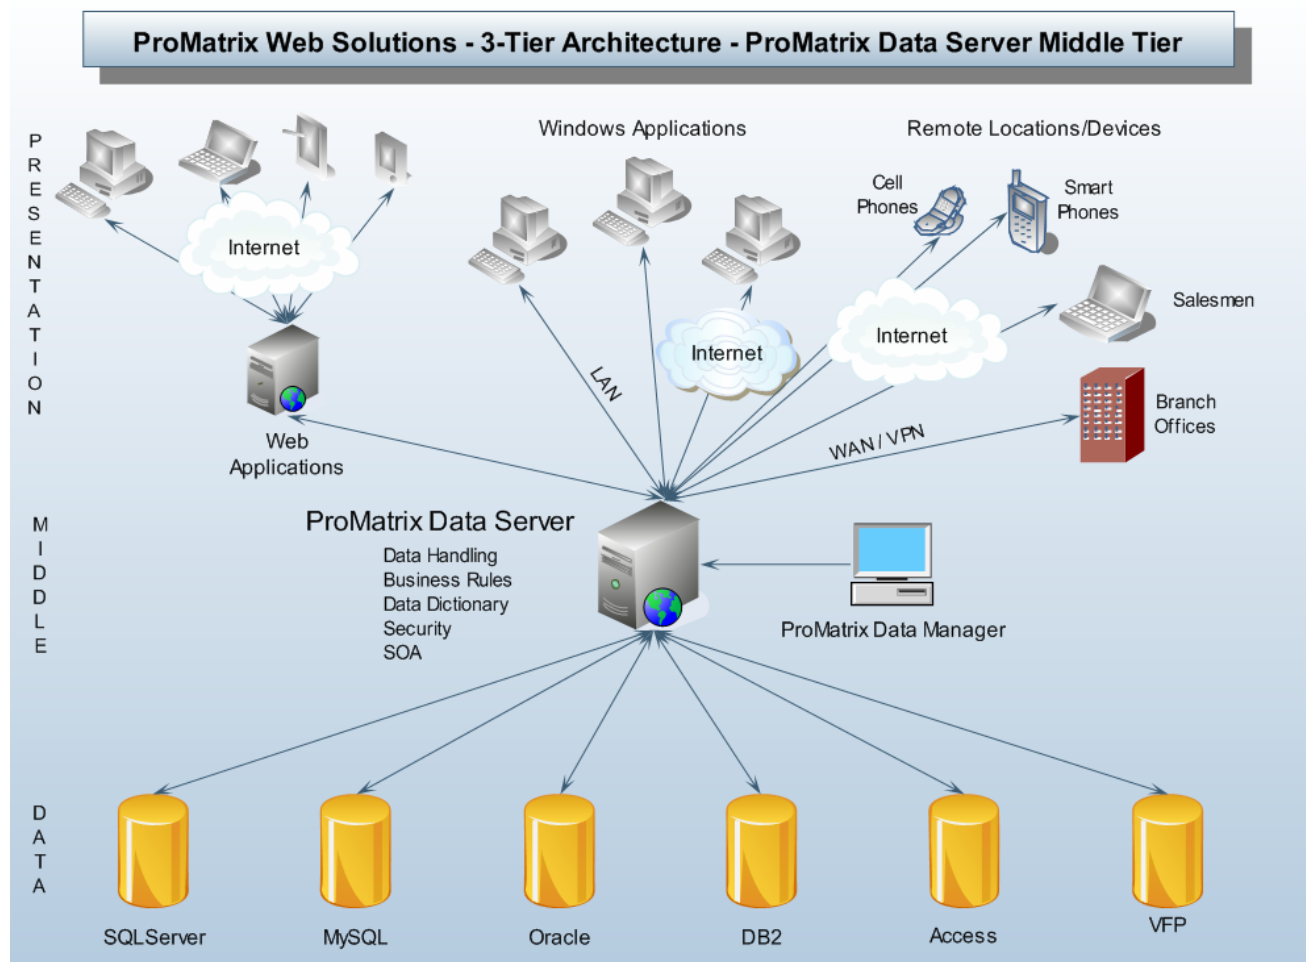 ProMatrix Web Solutions - 3-Tier Architecture - ProMatrix Data Server Middle Tier
PRESENTATION
Windows Applications
Remote Locations/Devices
Cell
Phones
Smart
Phones
Internet
Salesmen
Internet
Internet
LAN
Branch
Offices
WAN / VPN
Web
Applications
MIDDLE
ProMatrix Data Server
Data Handling
Business Rules
Data Dictionary
Security
SOA
ProMatrix Data Manager
DATA
SQLServer
MySQL
Oracle
DB2
Access
VFP